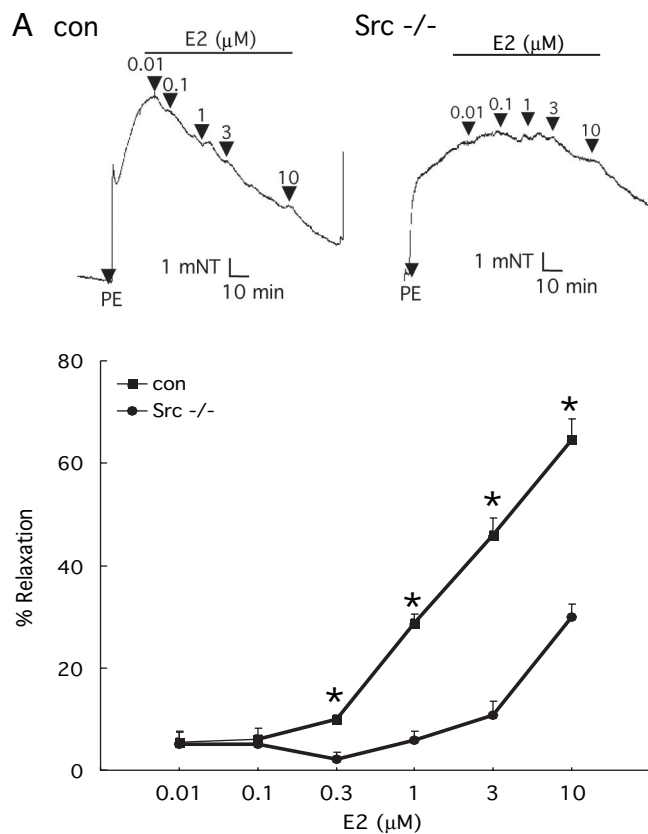 A con
Src -/-
E2 (μM)
0.01
0.1
1
3
10
PE
1 mNT
10 min
E2 (μM)
0.01
0.1
1
3
10
PE
1 mNT
10 min
80
60
40
20
0
% Relaxation
con
Src -/-
*
*
*
*
0.01 0.1 0.3 1 3 10
E2 (μM)